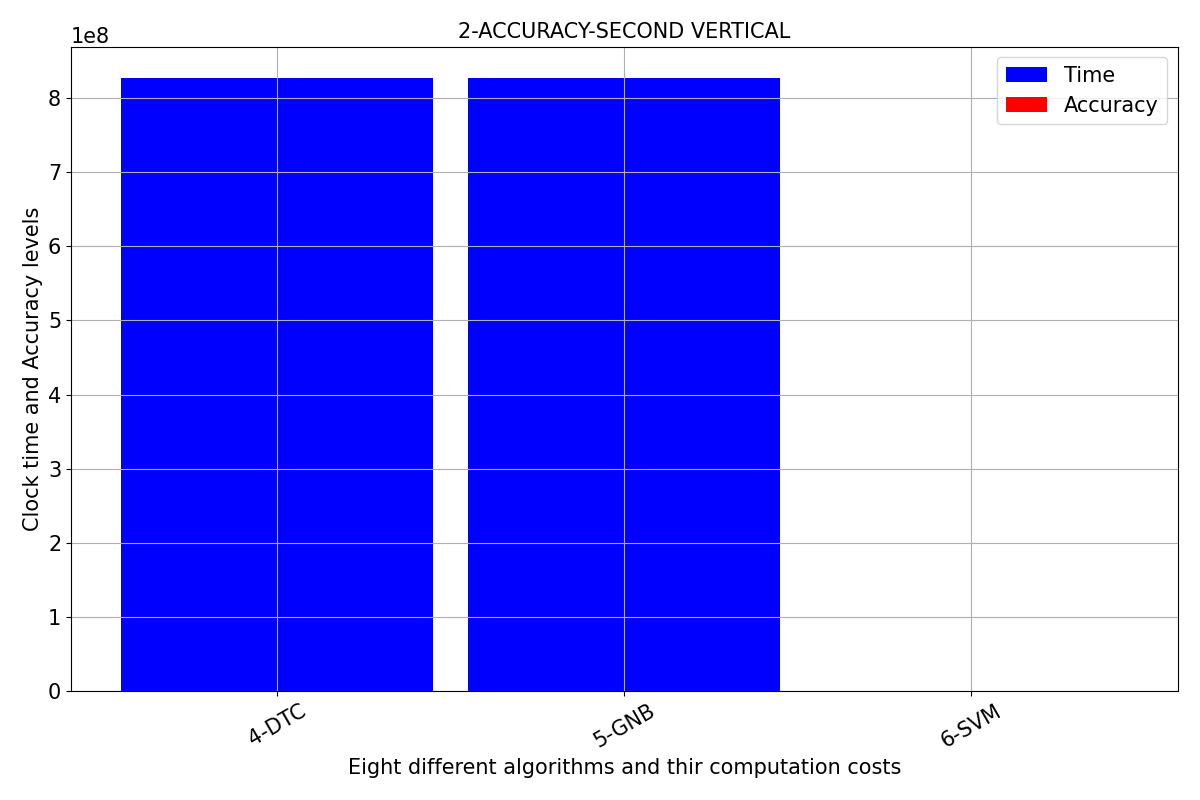 2-ACCURACY-SECOND VERTICAL
1e8
Time
Accuracy
8
7
6
5
4
3
2
1
0
Clock time and Accuracy levels
4-DTC
5-GNB
6-SVM
Eight different algorithms and thir computation costs